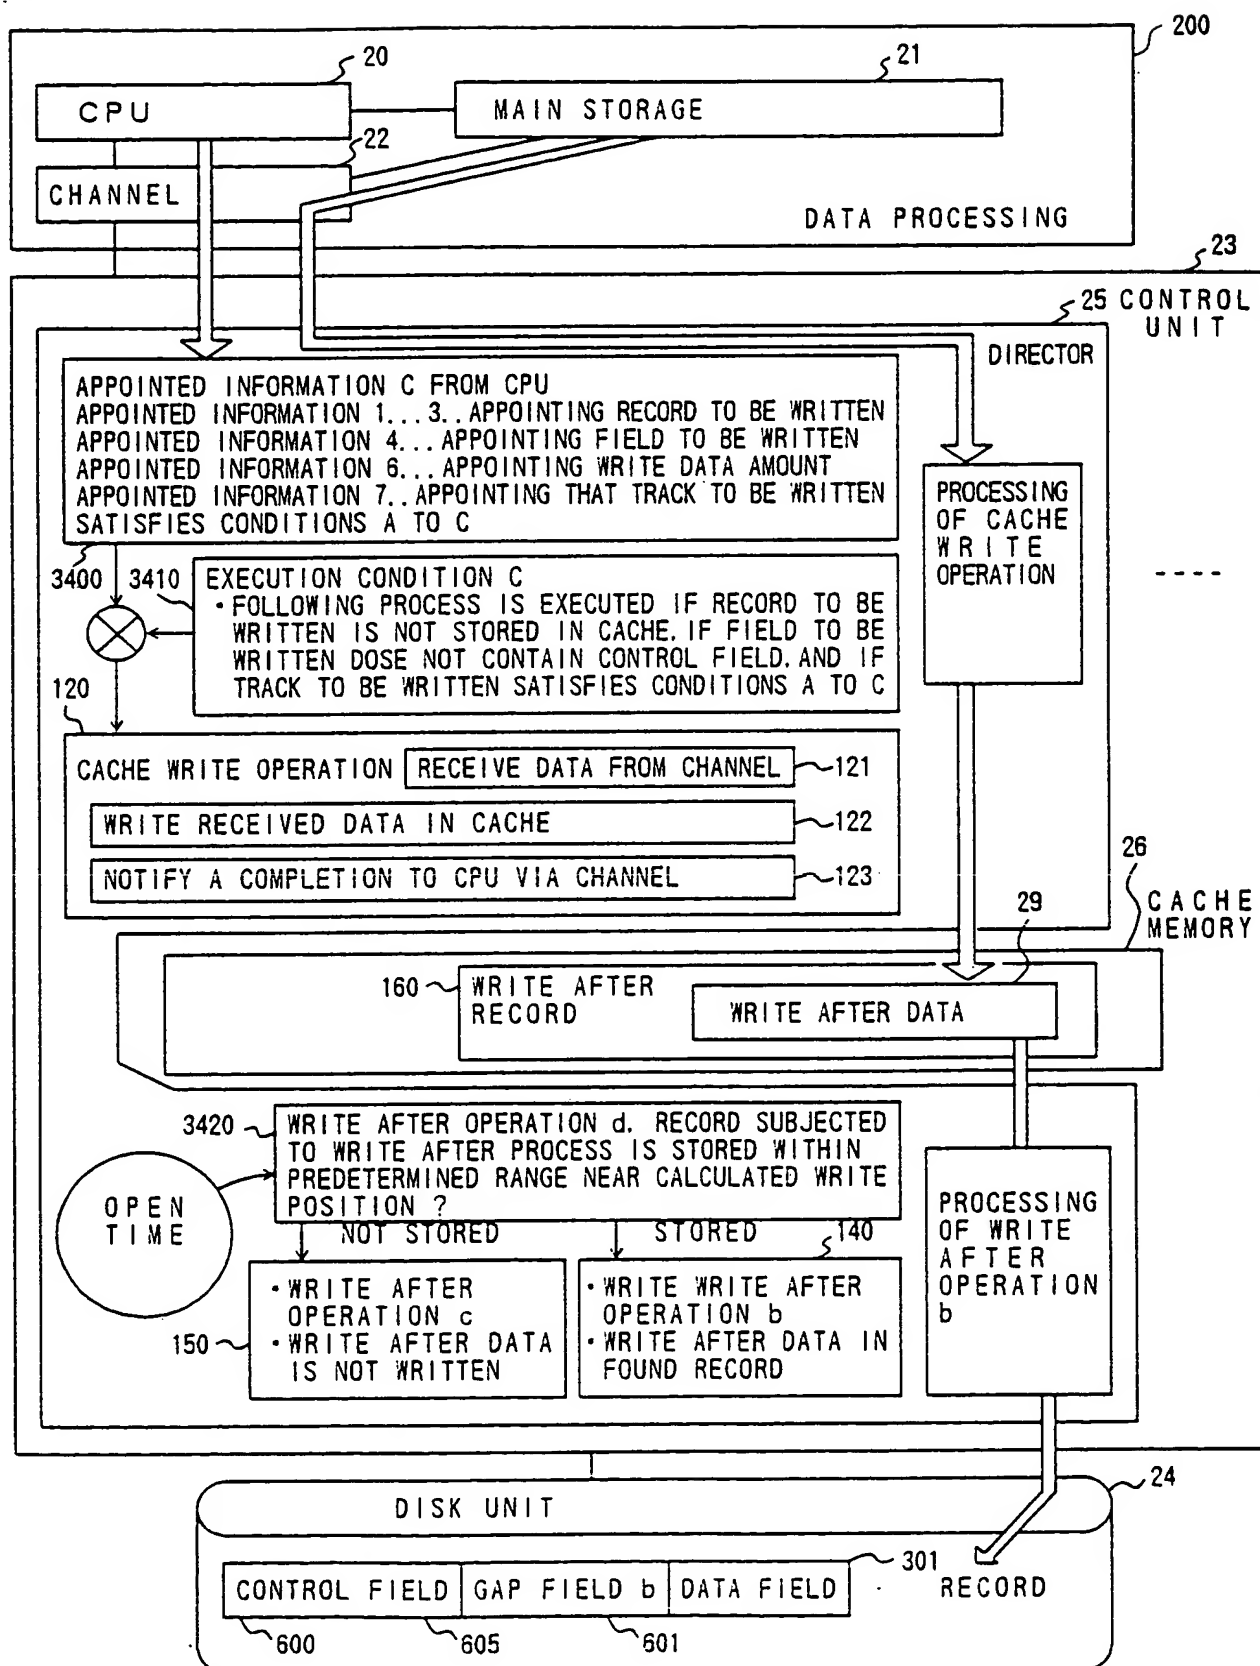 200
20
21
CPU
MAIN STORAGE
22
CHANNEL
DATA PROCESSING
23
25 CONTROL
UNIT
DIRECTOR
APPOINTED INFORMATION C FROM CPU
APPOINTED INFORMATION 1...3..APPOINTING RECORD TO BE WRITTEN
APPOINTED INFORMATION 4...APPOINTING FIELD TO BE WRITTEN
APPOINTED INFORMATION 6...APPOINTING WRITE DATA AMOUNT
APPOINTED INFORMATION 7..APPOINTING THAT TRACK TO BE WRITTEN
SATISFIES CONDITIONS A TO C
PROCESSING
OF CACHE
WRITE
OPERATION
3400
3410
EXECUTION CONDITION C
• FOLLOWING PROCESS IS EXECUTED IF RECORD TO BE
WRITTEN IS NOT STORED IN CACHE. IF FIELD TO BE
WRITTEN DOSE NOT CONTAIN CONTROL FIELD. AND IF
TRACK TO BE WRITTEN SATISFIES CONDITIONS A TO C
120
CACHE WRITE OPERATION
RECEIVE DATA FROM CHANNEL
121
WRITE RECEIVED DATA IN CACHE
122
NOTIFY A COMPLETION TO CPU VIA CHANNEL
123
26
CACHE
MEMORY
29
160
WRITE AFTER
RECORD
WRITE AFTER DATA
3420
WRITE AFTER OPERATION d. RECORD SUBJECTED
TO WRITE AFTER PROCESS IS STORED WITHIN
PREDETERMINED RANGE NEAR CALCULATED WRITE
POSITION ?
OPEN
TIME
NOT STORED
STORED
140
• WRITE AFTER
OPERATION c
• WRITE AFTER DATA
IS NOT WRITTEN
150
• WRITE WRITE AFTER
OPERATION b
• WRITE AFTER DATA IN
FOUND RECORD
PROCESSING
OF WRITE
AFTER
OPERATION
b
24
DISK UNIT
301
CONTROL FIELD
GAP FIELD b
DATA FIELD
RECORD
600
605
601